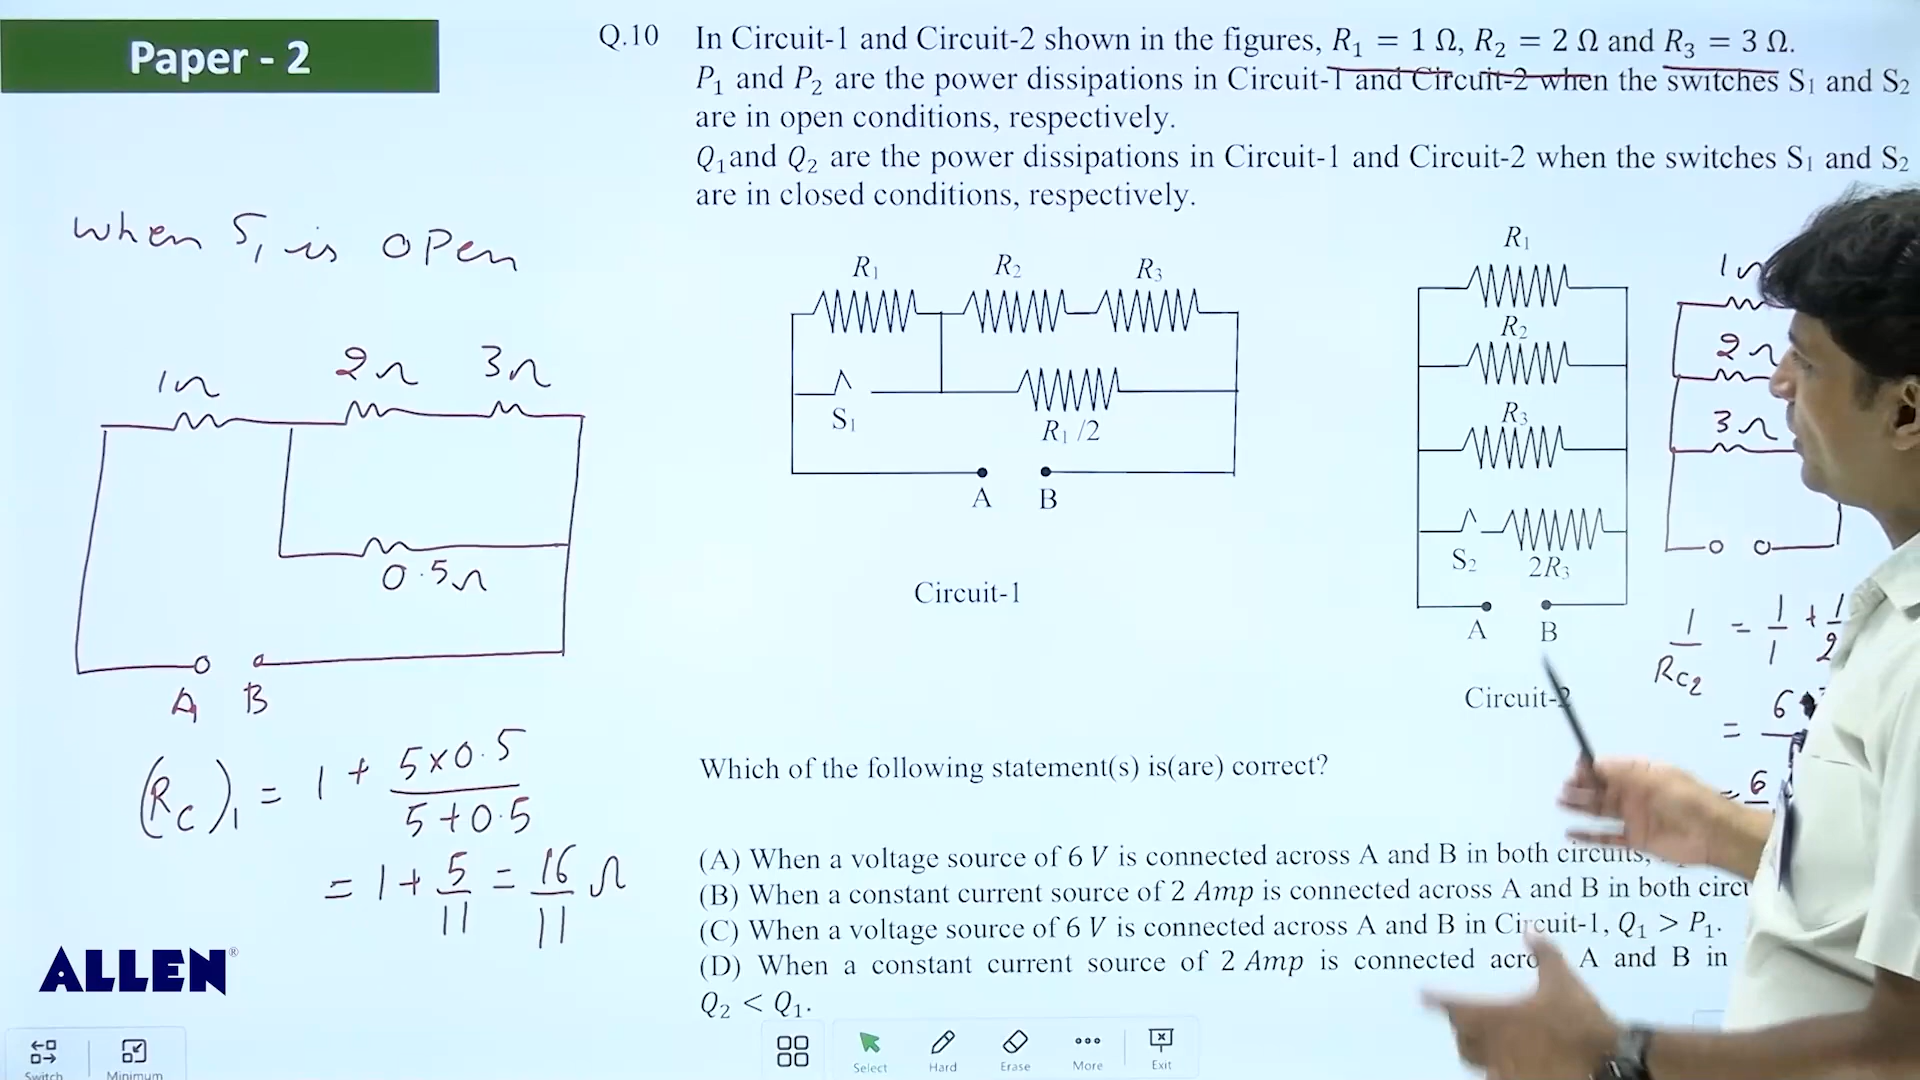 Paper - 2
Q.10 In Circuit-1 and Circuit-2 shown in the figures, R₁ = 1 Ω, R₂ = 2 Ω and R₃ = 3 Ω.
P₁ and P₂ are the power dissipations in Circuit-1 and Circuit-2 when the switches S₁ and S₂
are in open conditions, respectively.
Q₁and Q₂ are the power dissipations in Circuit-1 and Circuit-2 when the switches S₁ and S₂
are in closed conditions, respectively.
when S₁ is open
1Ω 2Ω 3Ω
0.5Ω
A B
(R_C)₁ = 1 + 5×0.5/5+0.5
= 1 + 5/11 = 16/11 Ω
R₁ R₂ R₃
S₁ R₁/2
A B
Circuit-1
R₁
R₂
R₃
S₂ 2R₃
A B
Circuit-2
1Ω
2Ω
3Ω
1/R_C2 = 1/1 + 1/2
= 6
= 6
Which of the following statement(s) is(are) correct?
(A) When a voltage source of 6 V is connected across A and B in both circuits,
(B) When a constant current source of 2 Amp is connected across A and B in both
(C) When a voltage source of 6 V is connected across A and B in Circuit-1, Q₁ > P₁.
(D) When a constant current source of 2 Amp is connected A and B in
Q₂ < Q₁.
ALLEN®
Switch Minimum Select Hard Erase More Exit